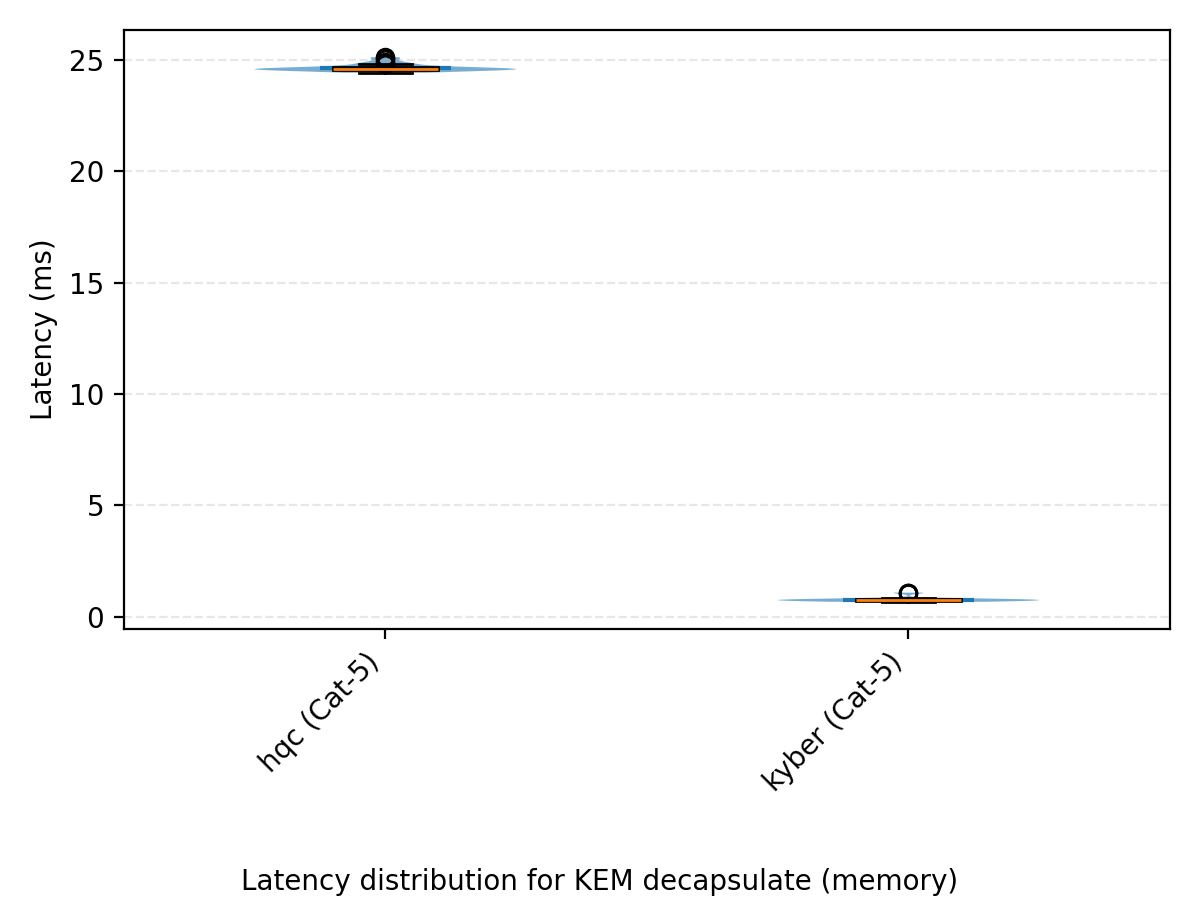 25
20
15
10
5
0
Latency (ms)
hqc (Cat-5)
kyber (Cat-5)
Latency distribution for KEM decapsulate (memory)